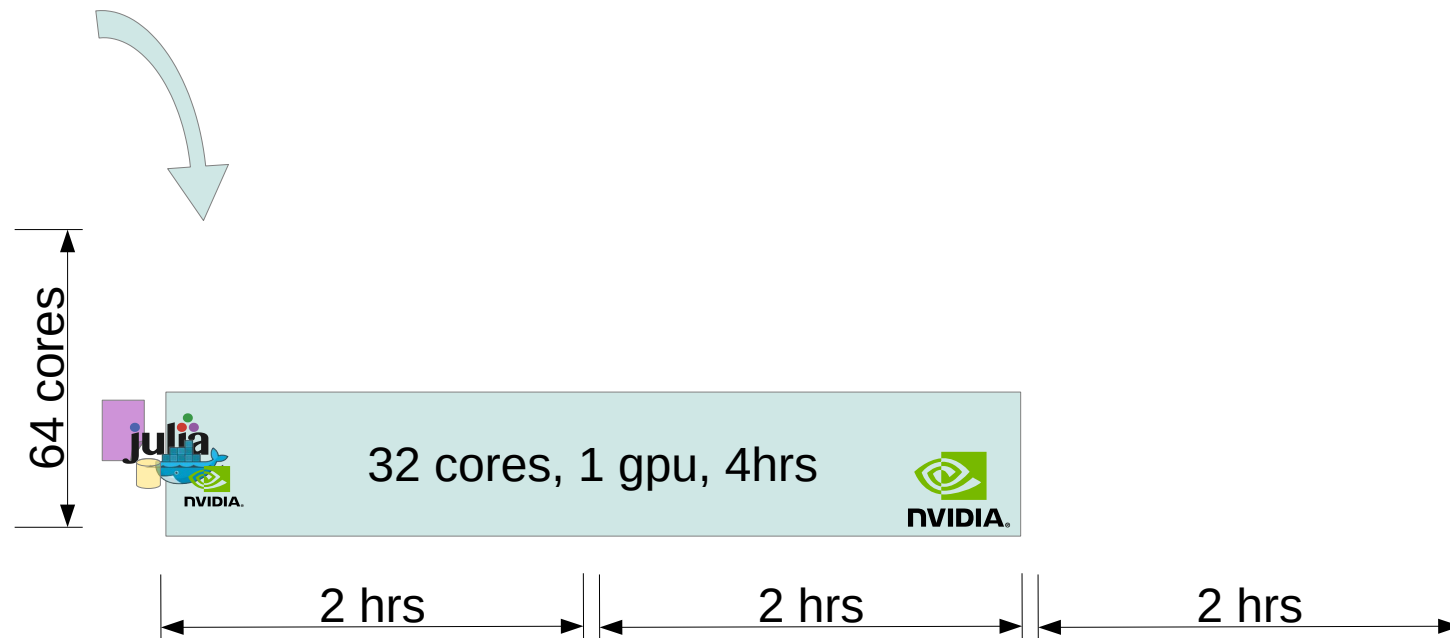 64 cores
julia
nVIDIA.
32 cores, 1 gpu, 4hrs
nVIDIA.
2 hrs
2 hrs
2 hrs